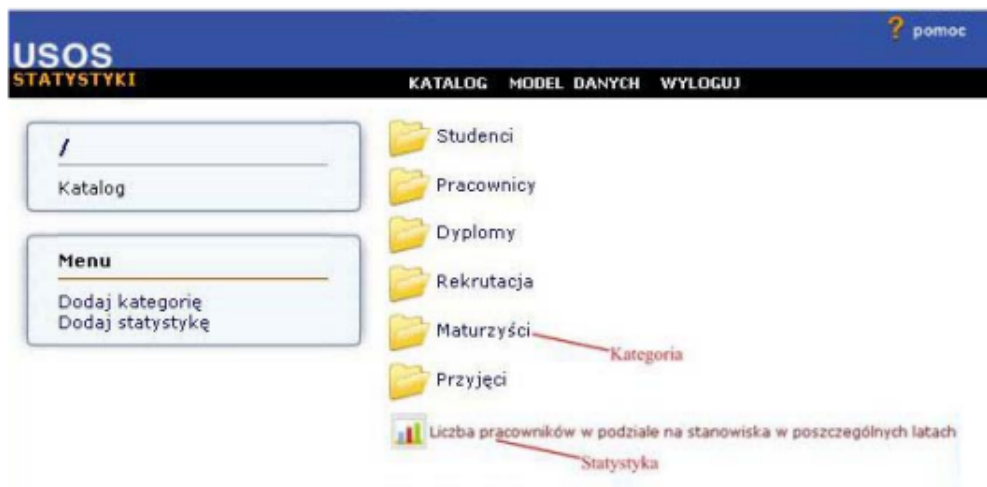 ? pomoc
USOS
STATYSTYKI
KATALOG MODEL DANYCH WYLOGUJ
/
Katalog
Menu
Dodaj kategorię
Dodaj statystykę
Studenci
Pracownicy
Dyplomy
Rekrutacja
Maturzyści
Kategoria
Przyjęci
Liczba pracowników w podziale na stanowiska w poszczególnych latach
Statystyka